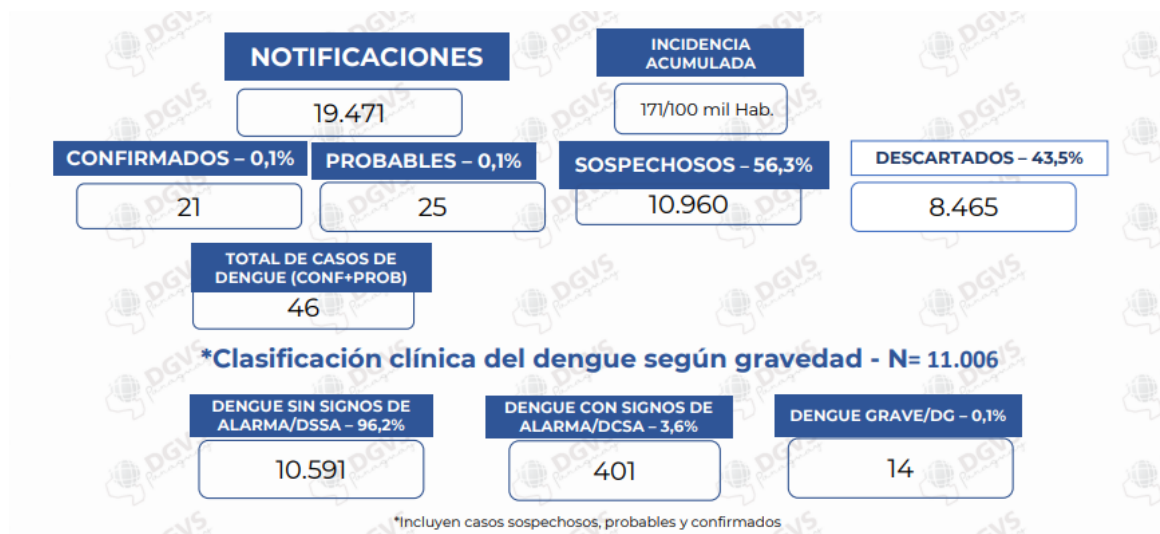 NOTIFICACIONES
19.471
INCIDENCIA
ACUMULADA
171/100 mil Hab.
CONFIRMADOS – 0,1%
21
PROBABLES – 0,1%
25
SOSPECHOSOS – 56,3%
10.960
DESCARTADOS – 43,5%
8.465
TOTAL DE CASOS DE
DENGUE (CONF+PROB)
46
*Clasificación clínica del dengue según gravedad - N= 11.006
DENGUE SIN SIGNOS DE
ALARMA/DSSA – 96,2%
10.591
DENGUE CON SIGNOS DE
ALARMA/DCSA – 3,6%
401
DENGUE GRAVE/DG – 0,1%
14
*Incluyen casos sospechosos, probables y confirmados
DGVS